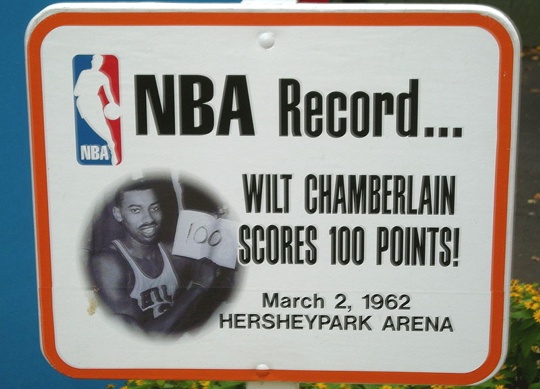 NBA Record...
NBA
WILT CHAMBERLAIN
SCORES 100 POINTS!
100
March 2, 1962
HERSHEYPARK ARENA